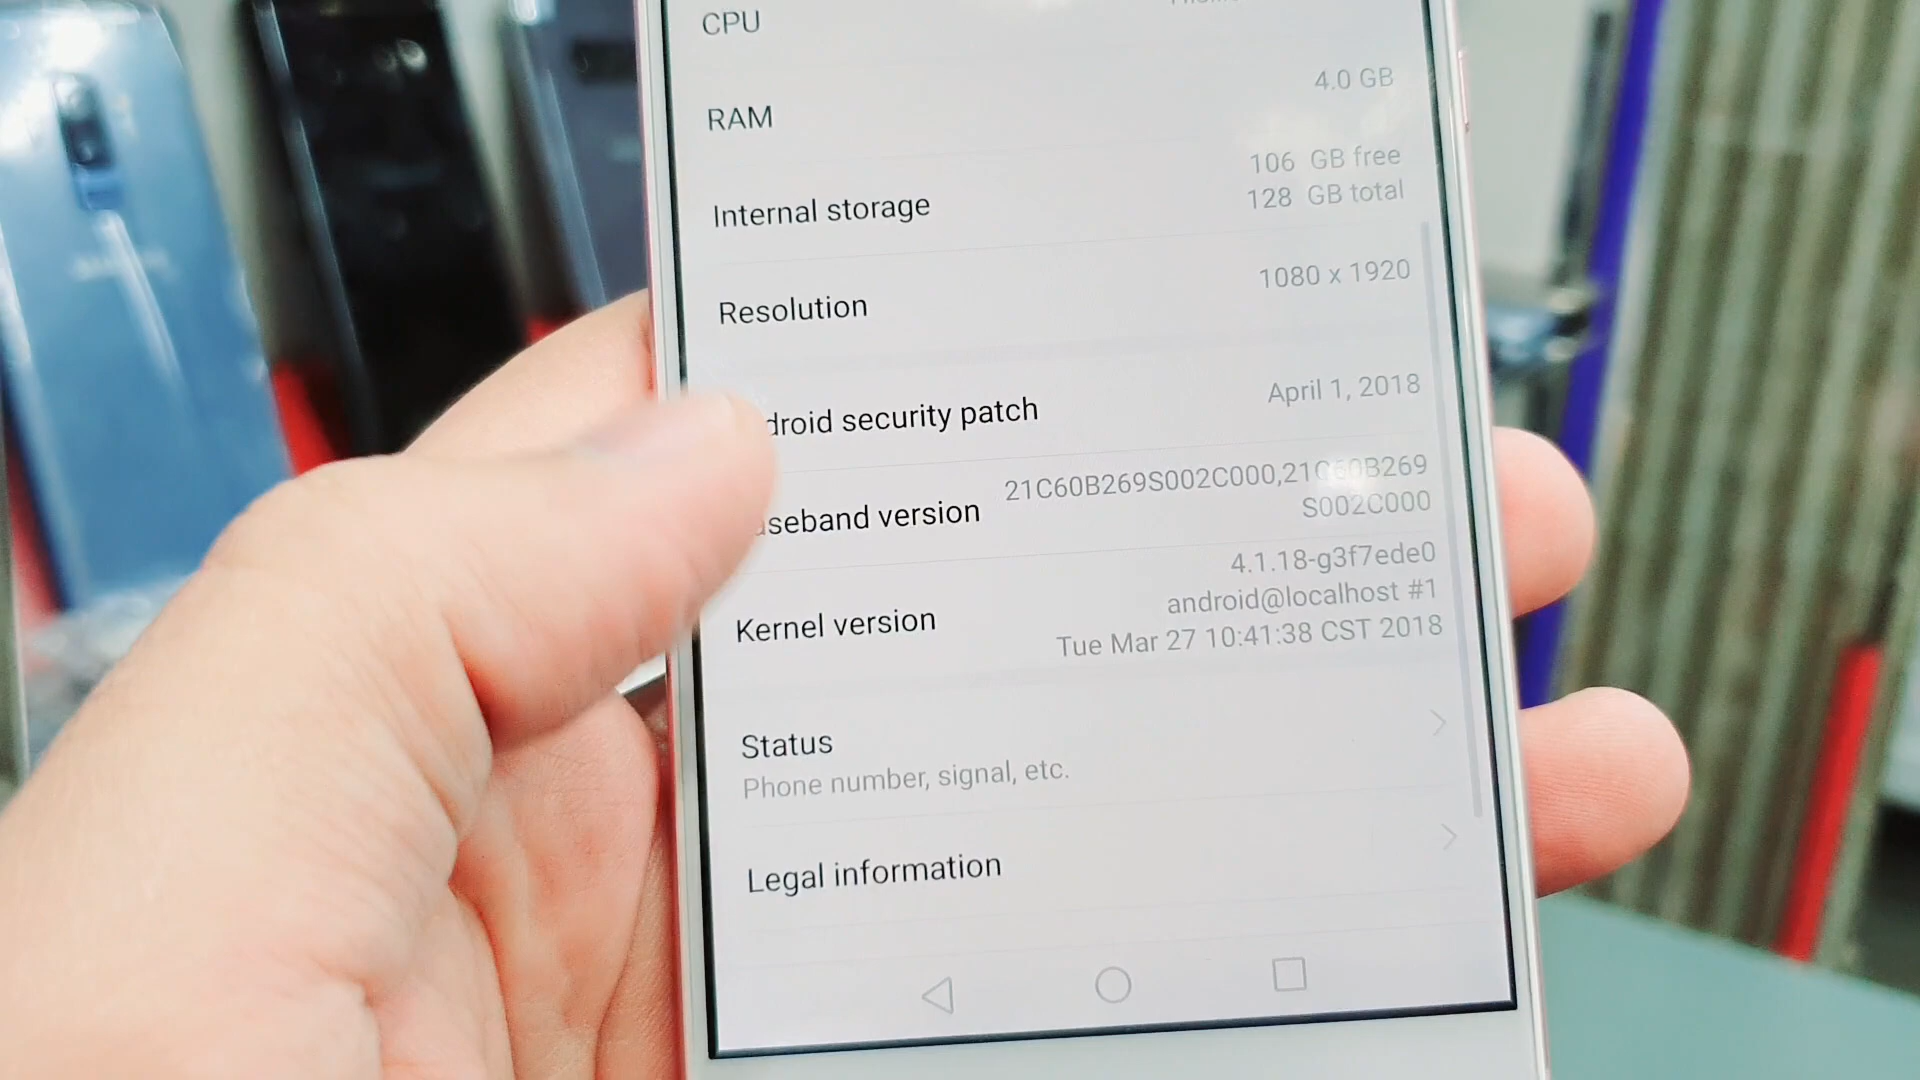 CPU
4.0 GB
RAM
106 GB free
128 GB total
Internal storage
1080 x 1920
Resolution
April 1, 2018
droid security patch
21C60B269S002C000,21C60B269
S002C000
seband version
4.1.18-g3f7ede0
android@localhost #1
Tue Mar 27 10:41:38 CST 2018
Kernel version
Status
Phone number, signal, etc.
Legal information